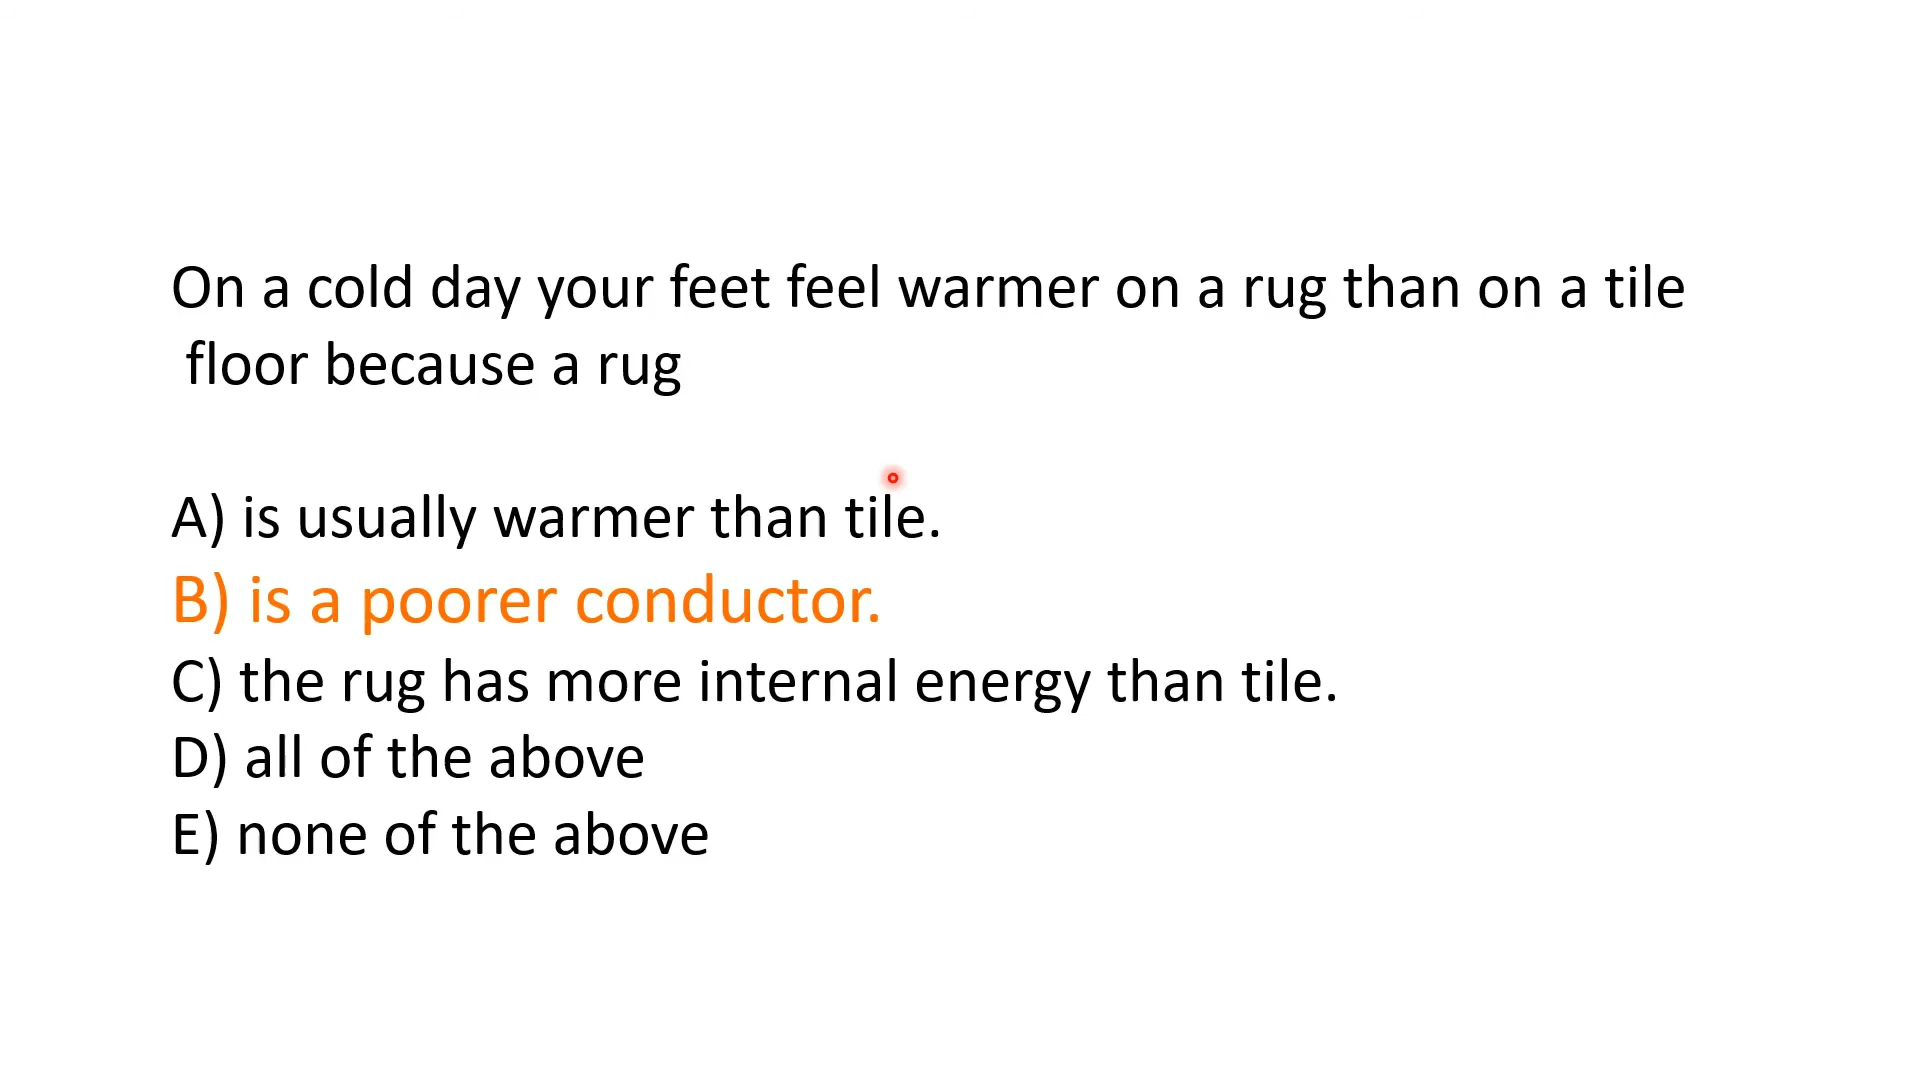 On a cold day your feet feel warmer on a rug than on a tile
floor because a rug
A) is usually warmer than tile.
B) is a poorer conductor.
C) the rug has more internal energy than tile.
D) all of the above
E) none of the above